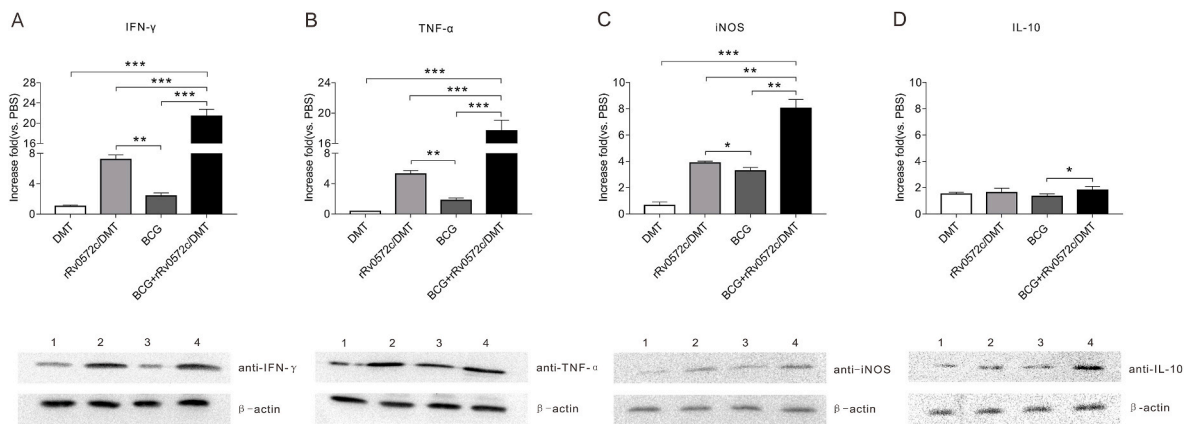 A
IFN-γ
Increase fold(vs. PBS)
28
24
20
16
8
4
0
***
***
***
**
DMT
rRv0572c/DMT
BCG
BCG+rRv0572c/DMT
1 2 3 4
anti-IFN-γ
β-actin
B
TNF-α
Increase fold(vs. PBS)
24
20
16
8
4
0
***
***
***
**
DMT
rRv0572c/DMT
BCG
BCG+rRv0572c/DMT
1 2 3 4
anti-TNF-α
β-actin
C
iNOS
Increase fold(vs. PBS)
10
8
6
4
2
0
***
**
**
*
DMT
rRv0572c/DMT
BCG
BCG+rRv0572c/DMT
1 2 3 4
anti-iNOS
β-actin
D
IL-10
Increase fold(vs. PBS)
10
8
6
4
2
0
*
DMT
rRv0572c/DMT
BCG
BCG+rRv0572c/DMT
1 2 3 4
anti-IL-10
β-actin